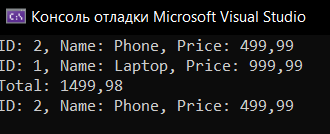 Консоль отладки Microsoft Visual Studio
ID: 2, Name: Phone, Price: 499,99
ID: 1, Name: Laptop, Price: 999,99
Total: 1499,98
ID: 2, Name: Phone, Price: 499,99